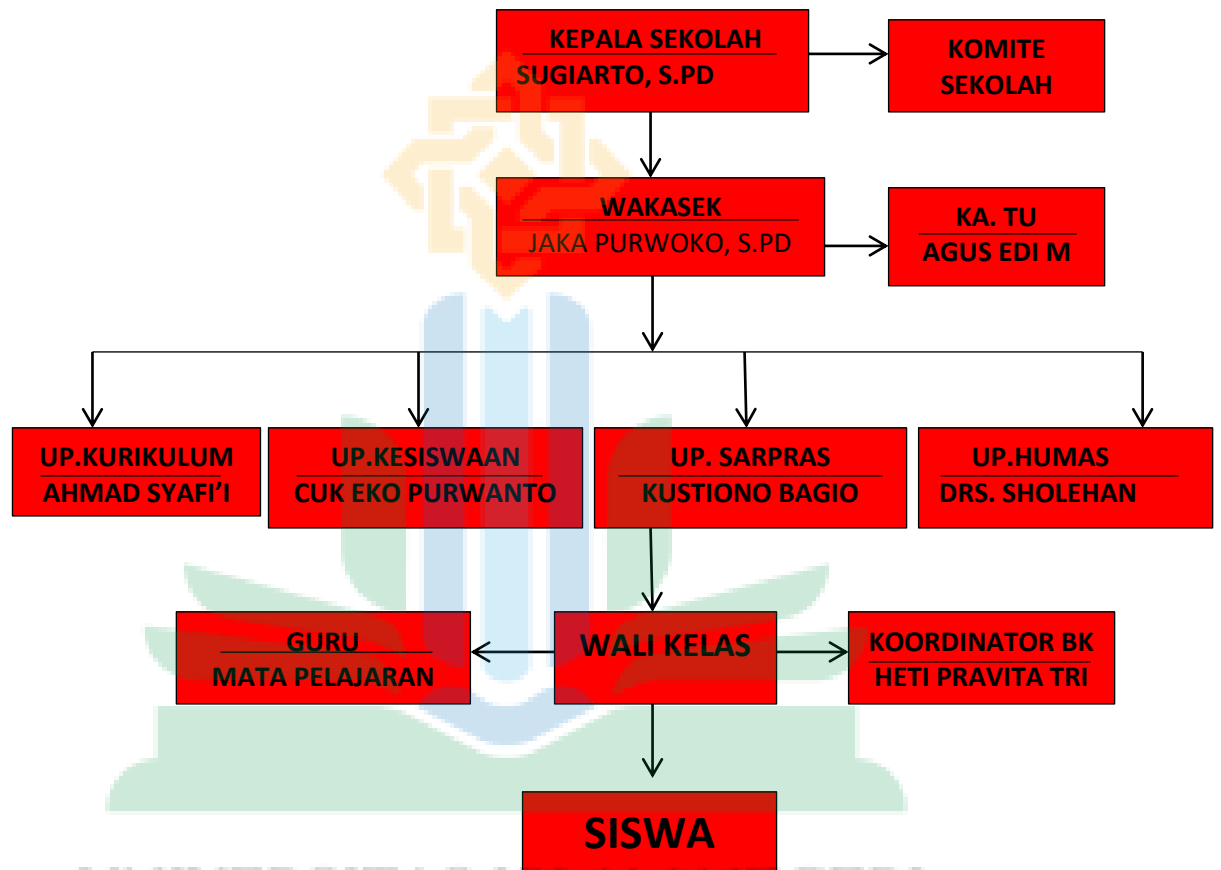 KEPALA SEKOLAH
SUGIARTO, S.PD
KOMITE
SEKOLAH
WAKASEK
JAKA PURWOKO, S.PD
KA. TU
AGUS EDI M
UP.KURIKULUM
AHMAD SYAFI'I
UP.KESISWAAN
CUK EKO PURWANTO
UP. SARPRAS
KUSTIONO BAGIO
UP.HUMAS
DRS. SHOLEHAN
GURU
MATA PELAJARAN
WALI KELAS
KOORDINATOR BK
HETI PRAVITA TRI
SISWA